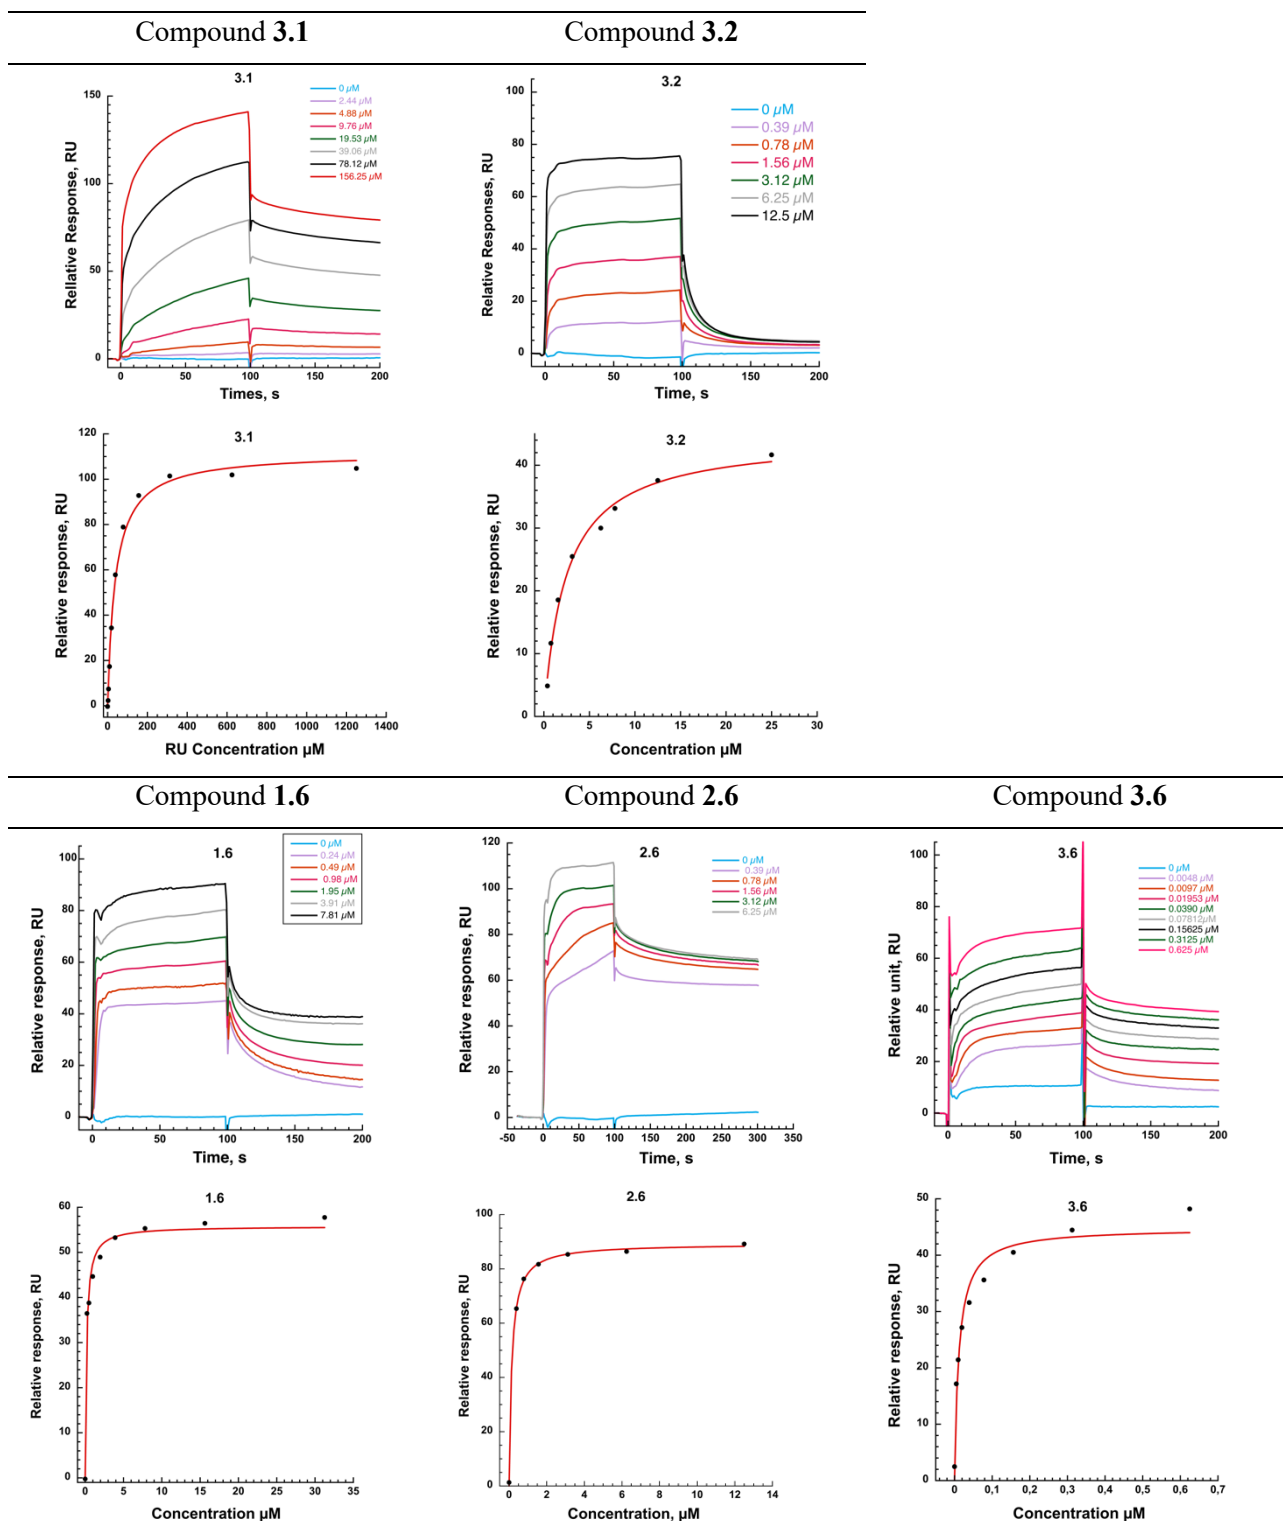 Compound 3.1
Compound 3.2
3.1
0 µM
2.44 µM
4.88 µM
9.76 µM
19.53 µM
39.06 µM
78.12 µM
156.25 µM
150
100
50
0
Rellative Response, RU
0
50
100
150
200
Times, s
3.2
0 µM
0.39 µM
0.78 µM
1.56 µM
3.12 µM
6.25 µM
12.5 µM
100
80
60
40
20
0
Relative Responses, RU
0
50
100
150
200
Time, s
3.1
120
100
80
60
40
20
0
Relative response, RU
0
200
400
600
800
1000
1200
1400
RU Concentration µM
3.2
40
30
20
10
0
Relative response, RU
0
5
10
15
20
25
30
Concentration µM
Compound 1.6
Compound 2.6
Compound 3.6
1.6
0 µM
0.24 µM
0.49 µM
0.98 µM
1.95 µM
3.91 µM
7.81 µM
100
80
60
40
20
0
Relative response, RU
0
50
100
150
200
Time, s
2.6
0 µM
0.39 µM
0.78 µM
1.56 µM
3.12 µM
6.25 µM
120
100
80
60
40
20
0
Relative response, RU
-50
0
50
100
150
200
250
300
350
Time, s
3.6
0 µM
0.0048 µM
0.0097 µM
0.01953 µM
0.0390 µM
0.07812µM
0.15625 µM
0.3125 µM
0.625 µM
100
80
60
40
20
0
Relative unit, RU
0
50
100
150
200
Time, s
1.6
60
50
40
30
20
10
0
Relative response, RU
0
5
10
15
20
25
30
35
Concentration µM
2.6
100
80
60
40
20
0
Relative response, RU
0
2
4
6
8
10
12
14
Concentration, µM
3.6
50
40
30
20
10
0
Relative response, RU
0
0,1
0,2
0,3
0,4
0,5
0,6
0,7
Concentration µM